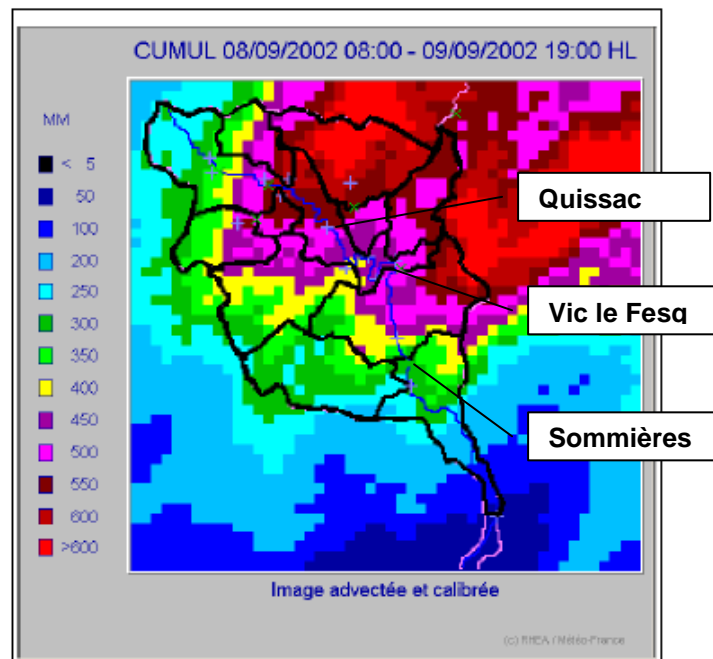 CUMUL 08/09/2002 08:00 - 09/09/2002 19:00 HL
MM
< 5
50
100
200
250
300
350
400
450
500
550
600
>600
Quissac
Vic le Fesq
Sommières
Image advectée et calibrée
(c) RHEA / Météo-France